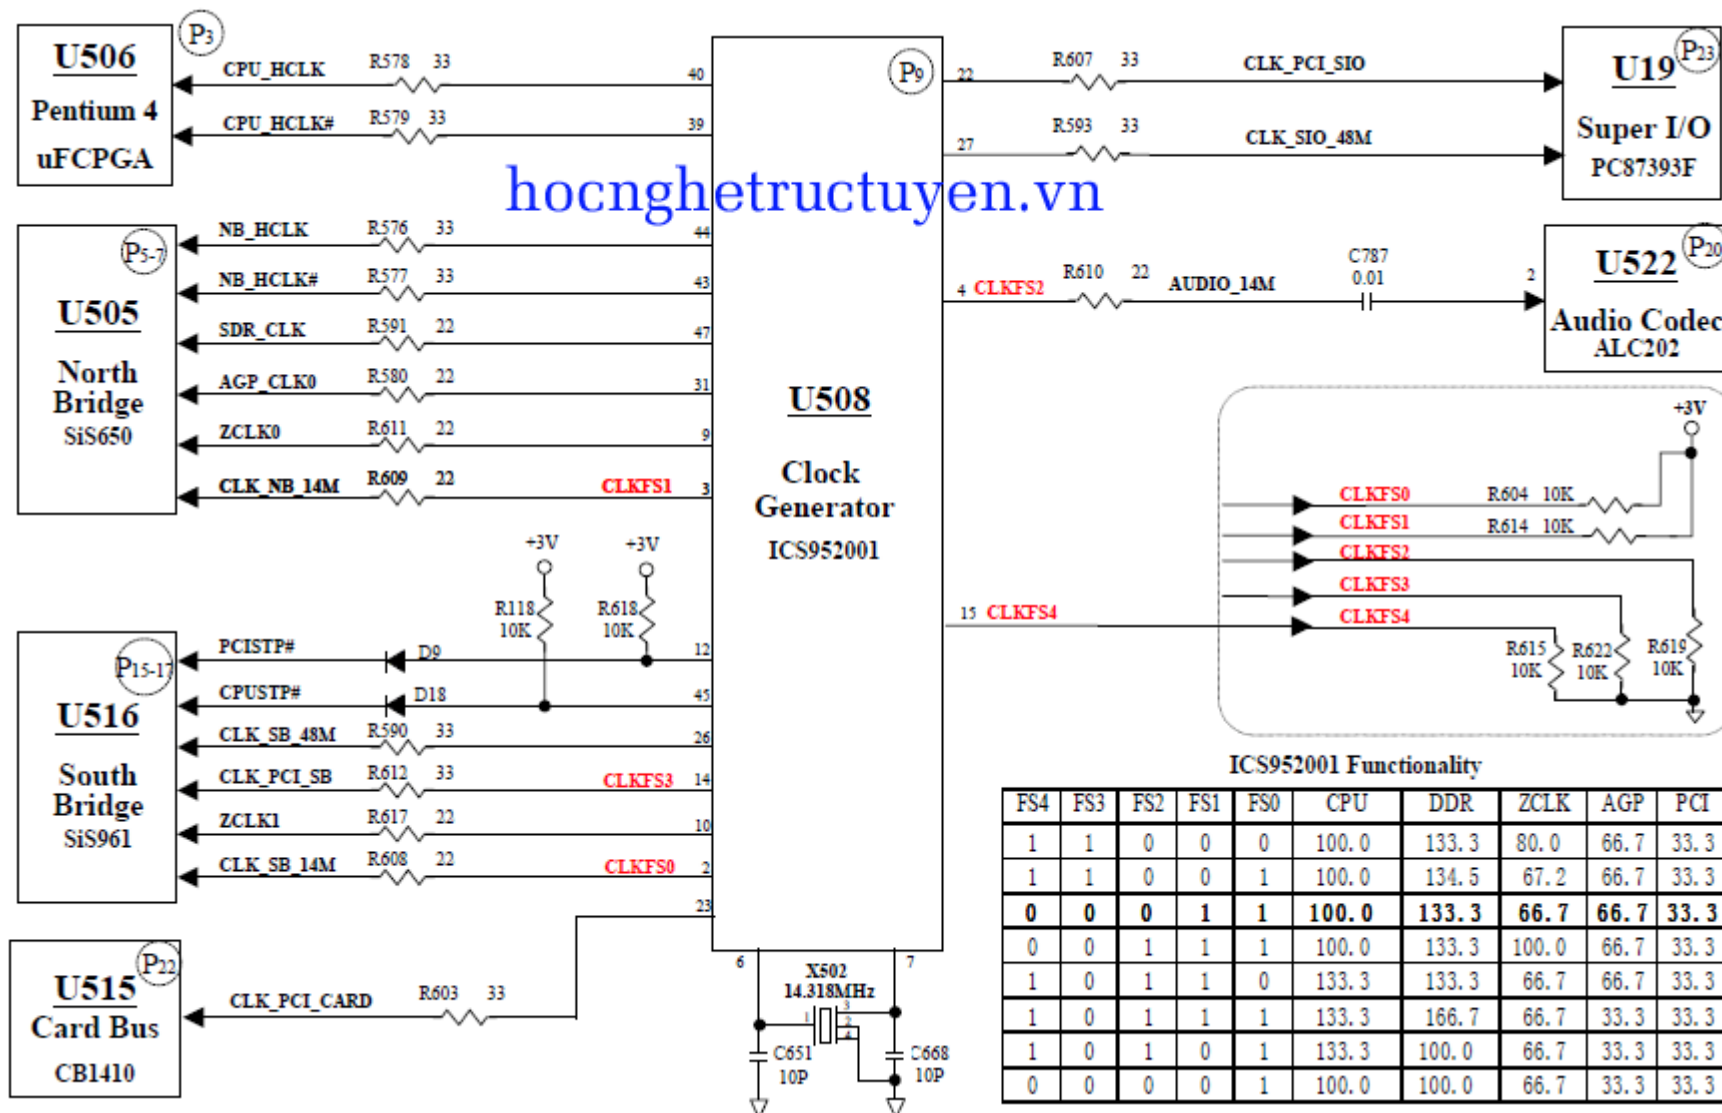 U506
P3
Pentium 4
uFCPGA
CPU_HCLK R578 33 40
CPU_HCLK# R579 33 39
U505
P5-7
North
Bridge
SiS650
NB_HCLK R576 33 44
NB_HCLK# R577 33 43
SDR_CLK R591 22 47
AGP_CLK0 R580 22 31
ZCLK0 R611 22 9
CLK_NB_14M R609 22 CLKFS1 3
+3V +3V
R118 R618
10K 10K
U516
P15-17
South
Bridge
SiS961
PCISTP# D9 12
CPUSTP# D18 45
CLK_SB_48M R590 33 26
CLK_PCI_SB R612 33 CLKFS3 14
ZCLK1 R617 22 10
CLK_SB_14M R608 22 CLKFS0 2
23
U515
P22
Card Bus
CB1410
CLK_PCI_CARD R603 33
P9
U508
Clock
Generator
ICS952001
hocnghetructuyen.vn
6 7
X502
14.318MHz
1 3
2
4
C651 C668
10P 10P
22 R607 33 CLK_PCI_SIO
27 R593 33 CLK_SIO_48M
U19
P23
Super I/O
PC87393F
4 CLKFS2 R610 22 AUDIO_14M C787
0.01
2
U522
P20
Audio Codec
ALC202
15 CLKFS4
+3V
CLKFS0 R604 10K
CLKFS1 R614 10K
CLKFS2
CLKFS3
CLKFS4
R615 R622 R619
10K 10K 10K
ICS952001 Functionality
FS4 FS3 FS2 FS1 FS0 CPU DDR ZCLK AGP PCI
1 1 0 0 0 100.0 133.3 80.0 66.7 33.3
1 1 0 0 1 100.0 134.5 67.2 66.7 33.3
0 0 0 1 1 100.0 133.3 66.7 66.7 33.3
0 0 1 1 1 100.0 133.3 100.0 66.7 33.3
1 0 1 1 0 133.3 133.3 66.7 66.7 33.3
1 0 1 1 1 133.3 166.7 66.7 33.3 33.3
1 0 1 0 1 133.3 100.0 66.7 33.3 33.3
0 0 0 0 1 100.0 100.0 66.7 33.3 33.3